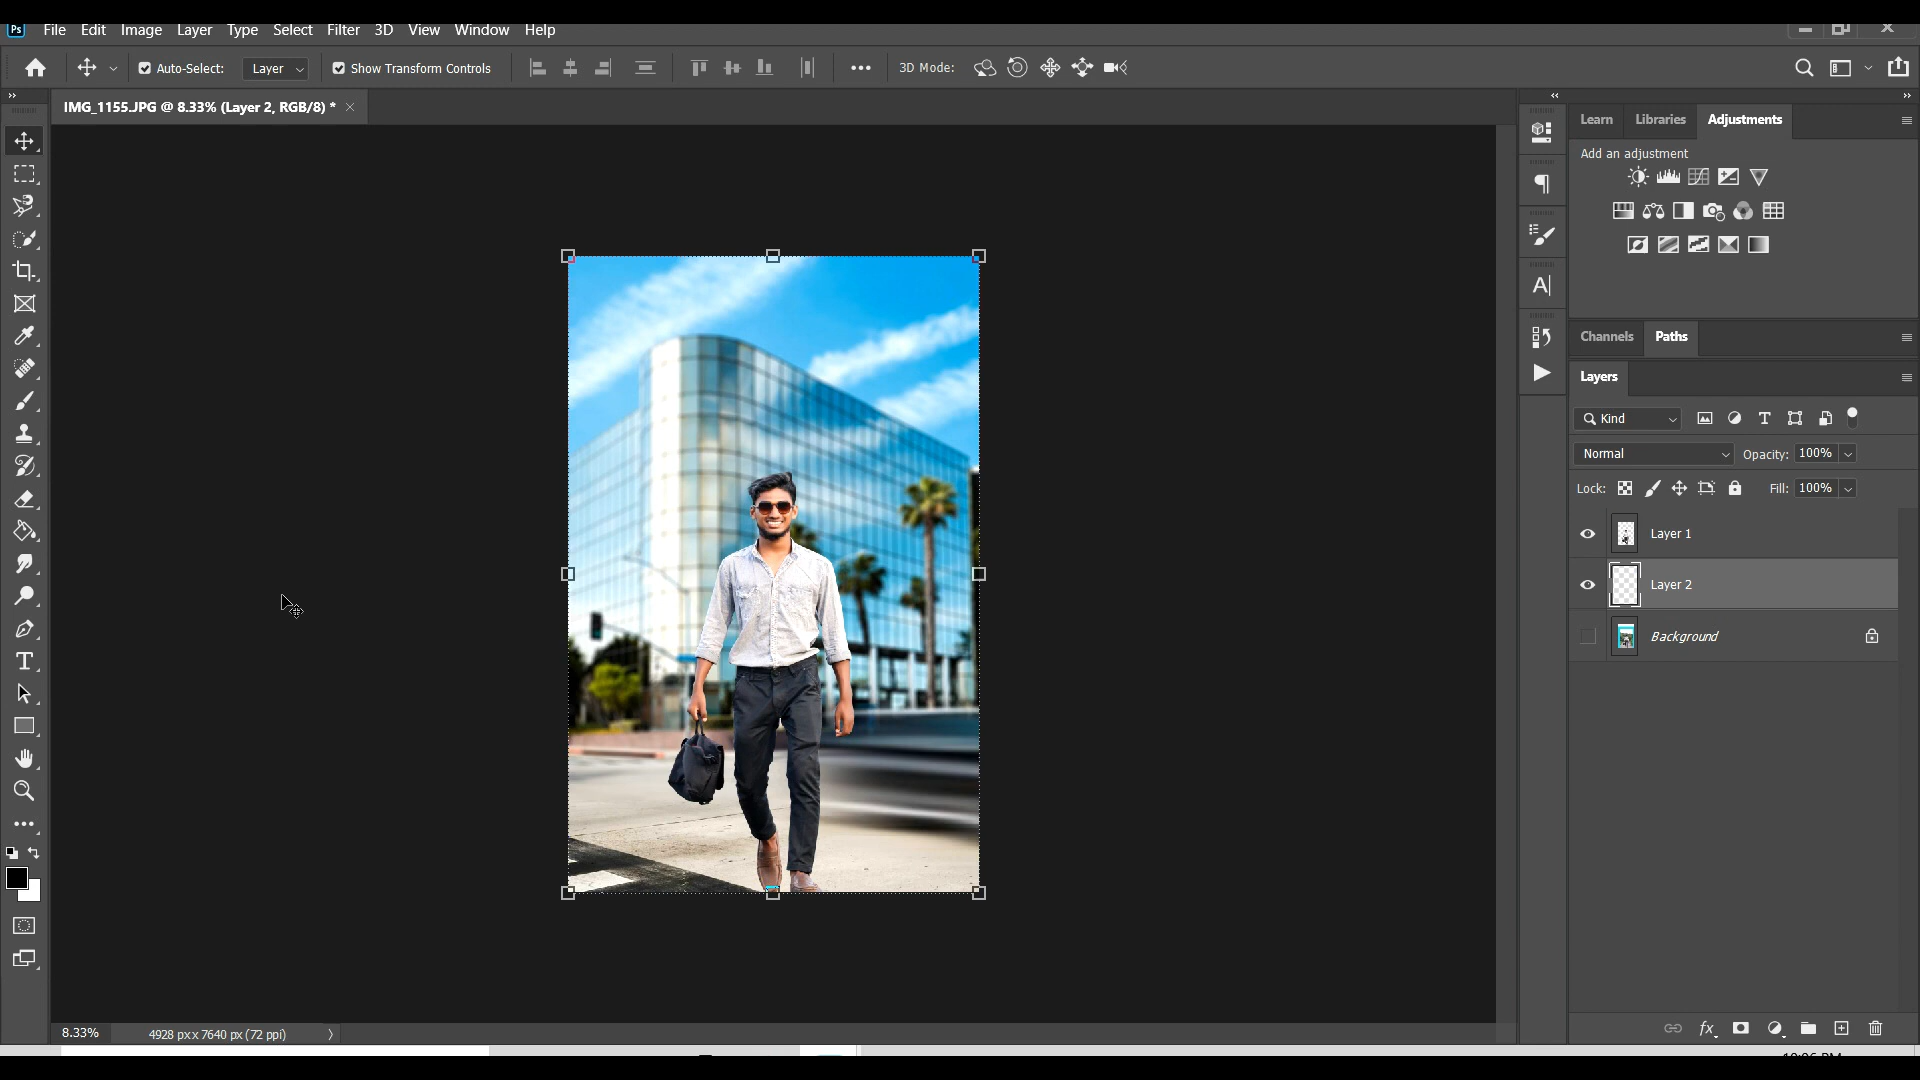 Ps File Edit Image Layer Type Select Filter 3D View Window Help
Auto-Select: Layer Show Transform Controls 3D Mode:
IMG_1155.JPG @ 8.33% (Layer 2, RGB/8) *
Learn Libraries Adjustments
Add an adjustment
Channels Paths
Layers
Kind
Normal Opacity: 100%
Lock: Fill: 100%
Layer 1
Layer 2
Background
8.33% 4928 px x 7640 px (72 ppi)